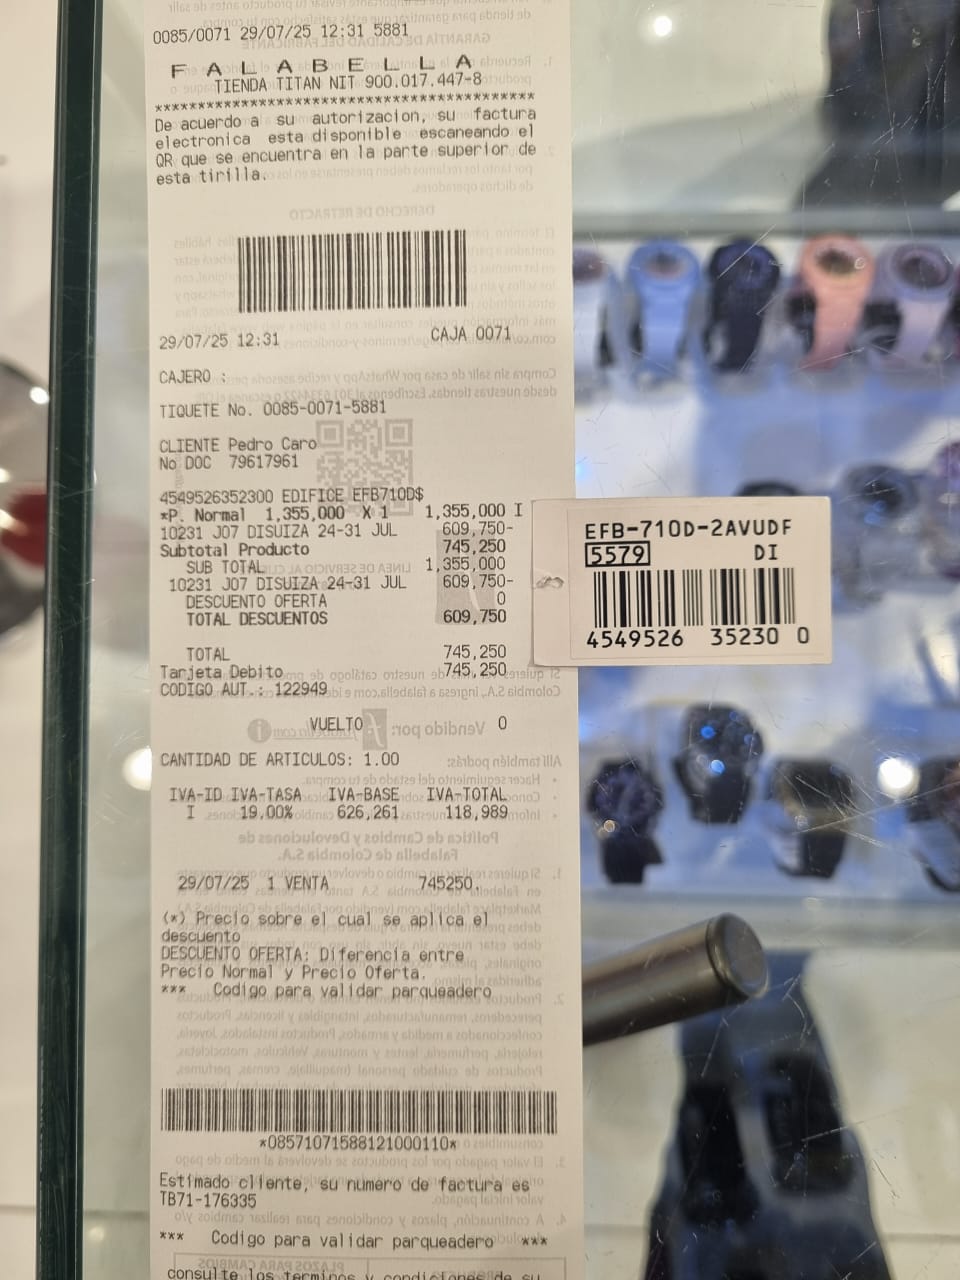 0085/0071 29/07/25 12:31 5881
F A L A B E L L A
TIENDA TITAN NIT 900.017.447-8
********************************************
De acuerdo a su autorizacion, su factura
electronica esta disponible escaneando el
QR que se encuentra en la parte superior de
esta tirilla.
29/07/25 12:31 CAJA 0071
CAJERO :
TIQUETE No. 0085-0071-5881
CLIENTE Pedro Caro
No DOC 79617961
4549526352300 EDIFICE EFB710D$
*P. Normal 1,355,000 X 1 1,355,000 I
10231 J07 DISUIZA 24-31 JUL 609,750-
Subtotal Producto 745,250
SUB TOTAL 1,355,000
10231 J07 DISUIZA 24-31 JUL 609,750-
DESCUENTO OFERTA 0
TOTAL DESCUENTOS 609,750
TOTAL 745,250
Tarjeta Debito 745,250
CODIGO AUT.: 122949
VUELTO 0
CANTIDAD DE ARTICULOS: 1.00
IVA-ID IVA-TASA IVA-BASE IVA-TOTAL
I 19.00% 626,261 118,989
29/07/25 1 VENTA 745250,
(*) Precio sobre el cual se aplica el
descuento
DESCUENTO OFERTA: Diferencia entre
Precio Normal y Precio Oferta.
*** Codigo para validar parqueadero
*08571071588121000110*
Estimado cliente, su numero de factura es
TB71-176335
*** Codigo para validar parqueadero ***
consulte los terminos y condiciones de su
EFB-710D-2AVUDF
5579 DI
4549526 35230 0